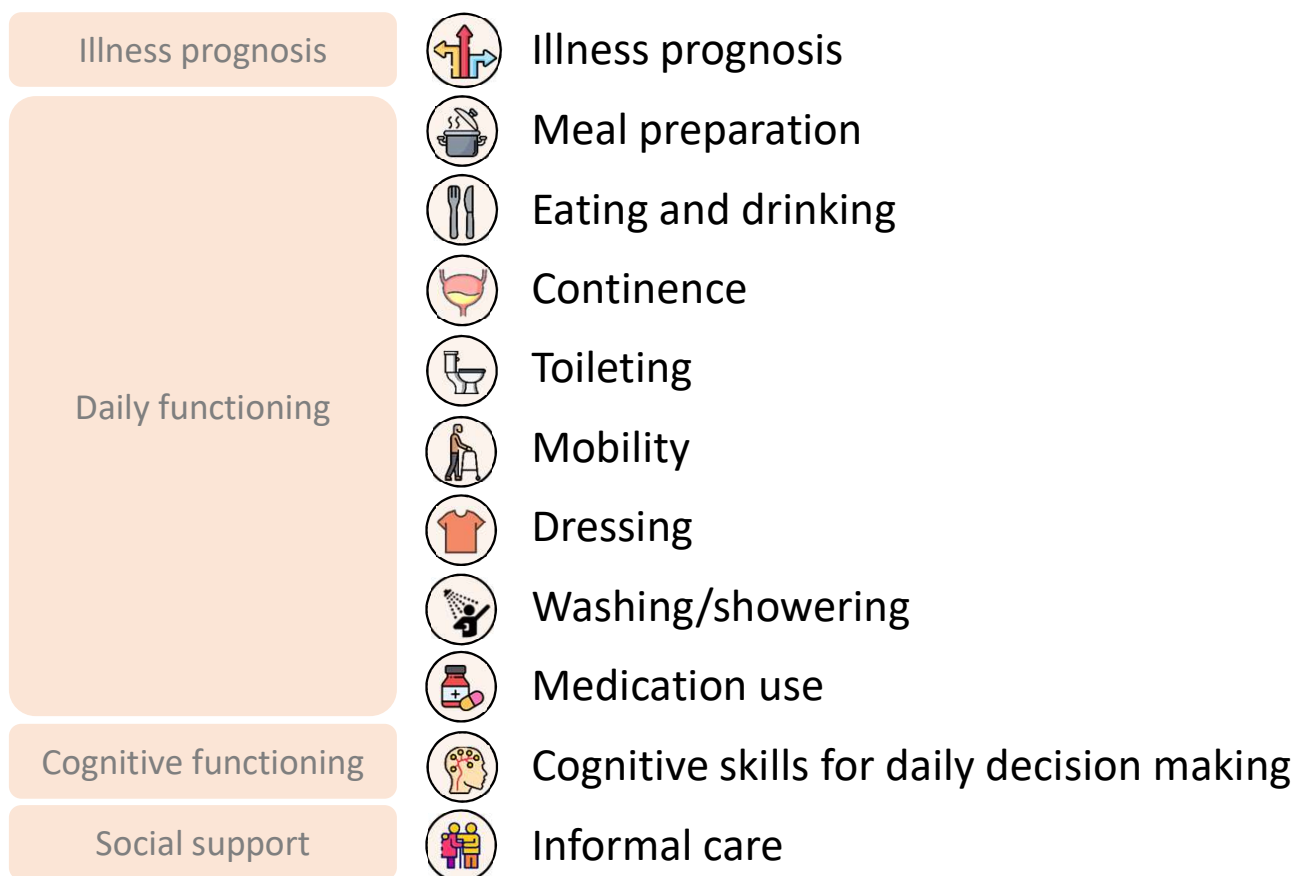 Illness prognosis
Illness prognosis
Meal preparation
Eating and drinking
Continence
Toileting
Daily functioning
Mobility
Dressing
Washing/showering
Medication use
Cognitive functioning
Cognitive skills for daily decision making
Social support
Informal care